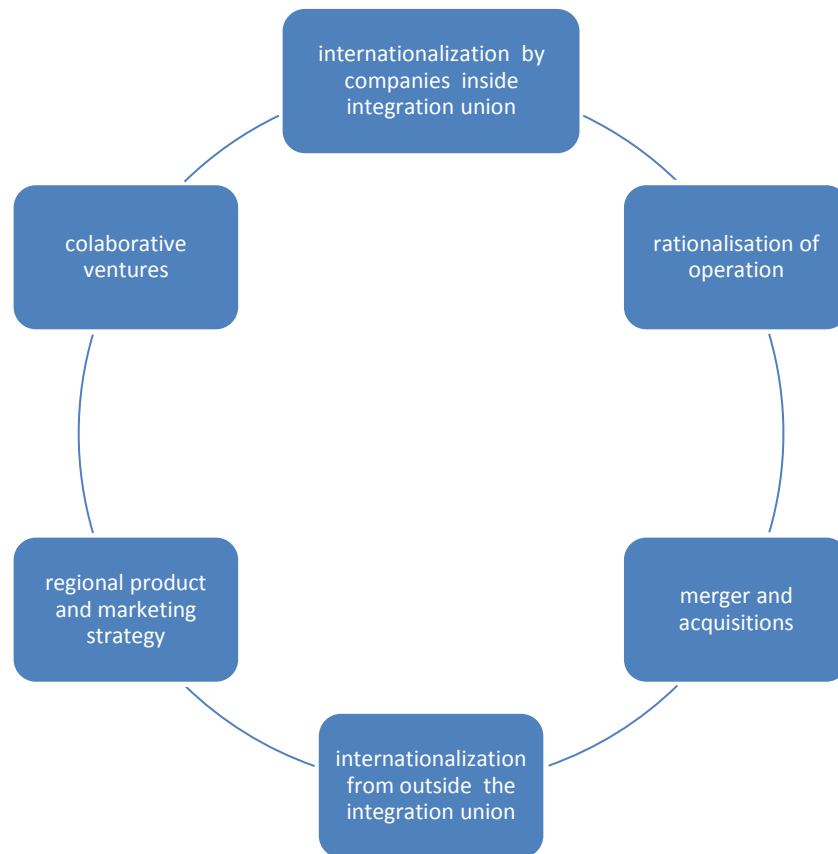 internationalization by
companies inside
integration union
colaborative
ventures
rationalisation of
operation
regional product
and marketing
strategy
merger and
acquisitions
internationalization
from outside the
integration union